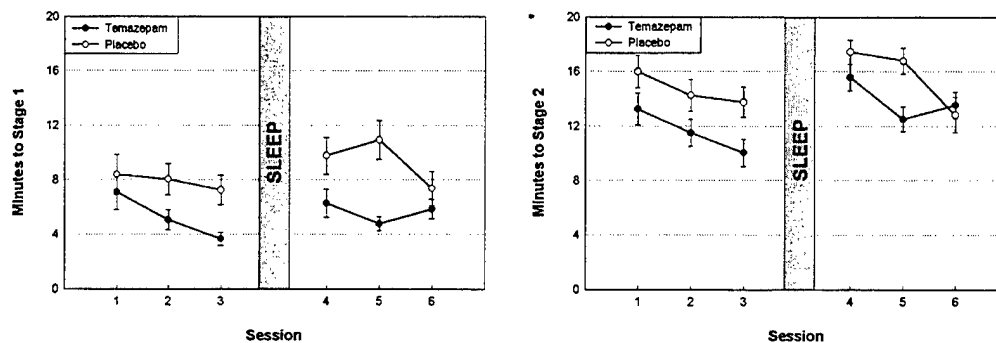 20
16
12
8
4
0
Minutes to Stage 1
Temazepam
Placebo
SLEEP
1 2 3 4 5 6
Session
20
16
12
8
4
0
Minutes to Stage 2
Temazepam
Placebo
SLEEP
1 2 3 4 5 6
Session